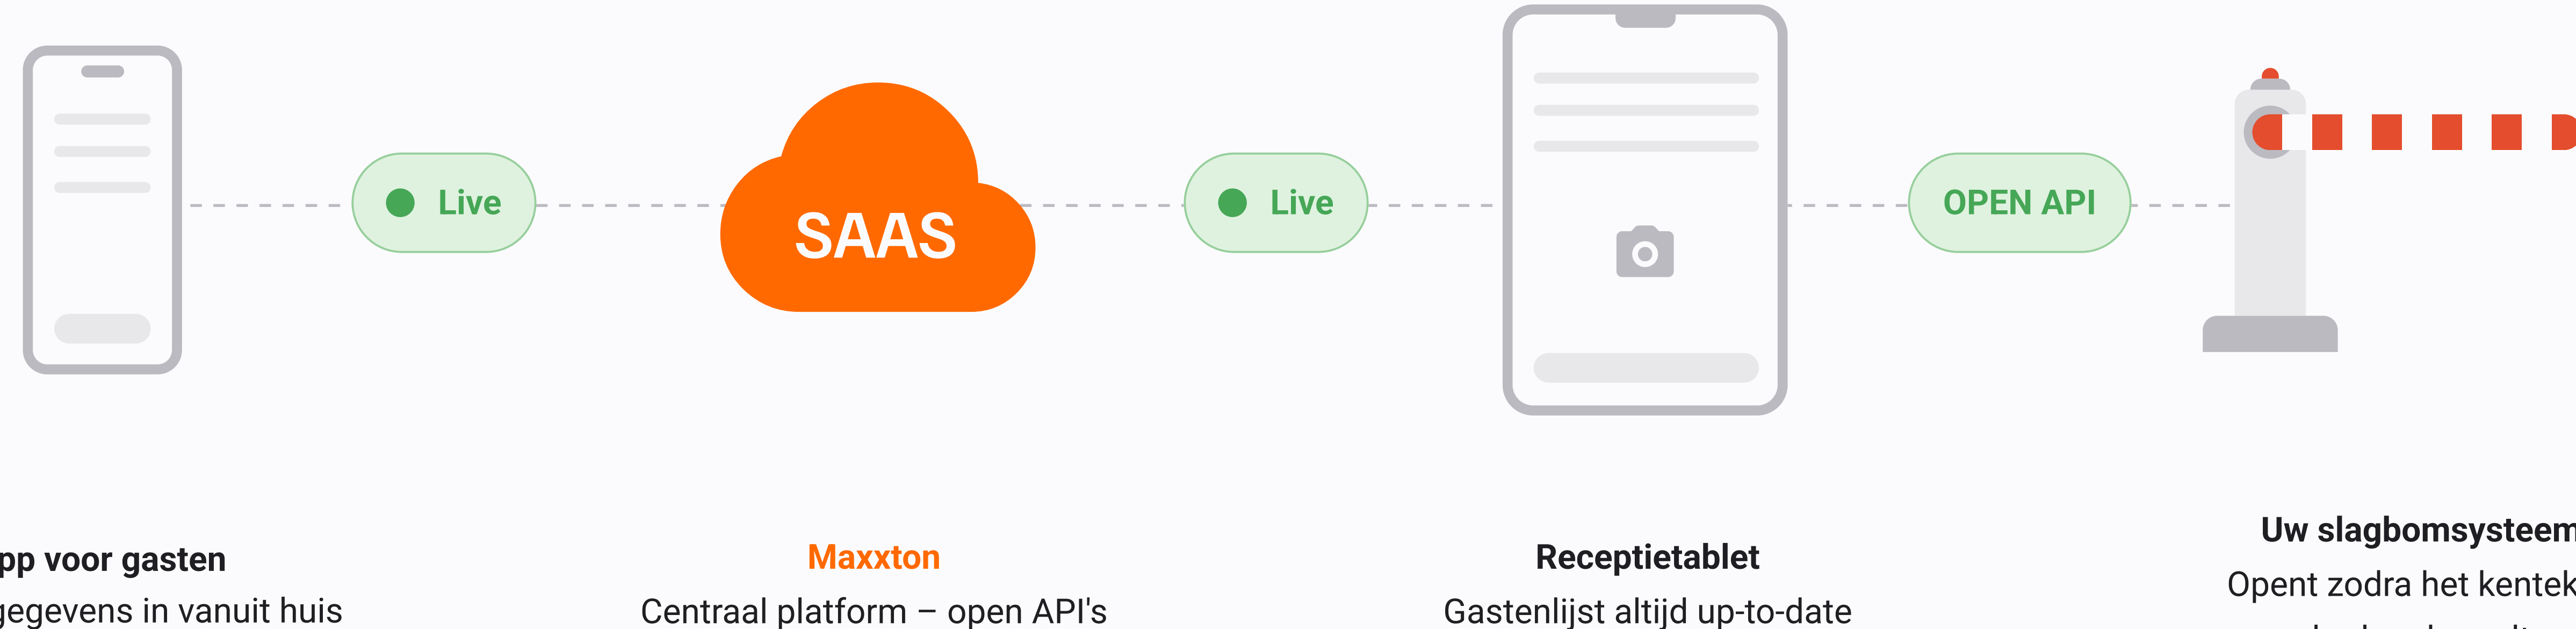 Live
SAAS
Live
OPEN API
pp voor gasten
gegevens in vanuit huis
Maxxton
Centraal platform – open API's
Receptietablet
Gastenlijst altijd up-to-date
Uw slagbomsysteem
Opent zodra het kentek